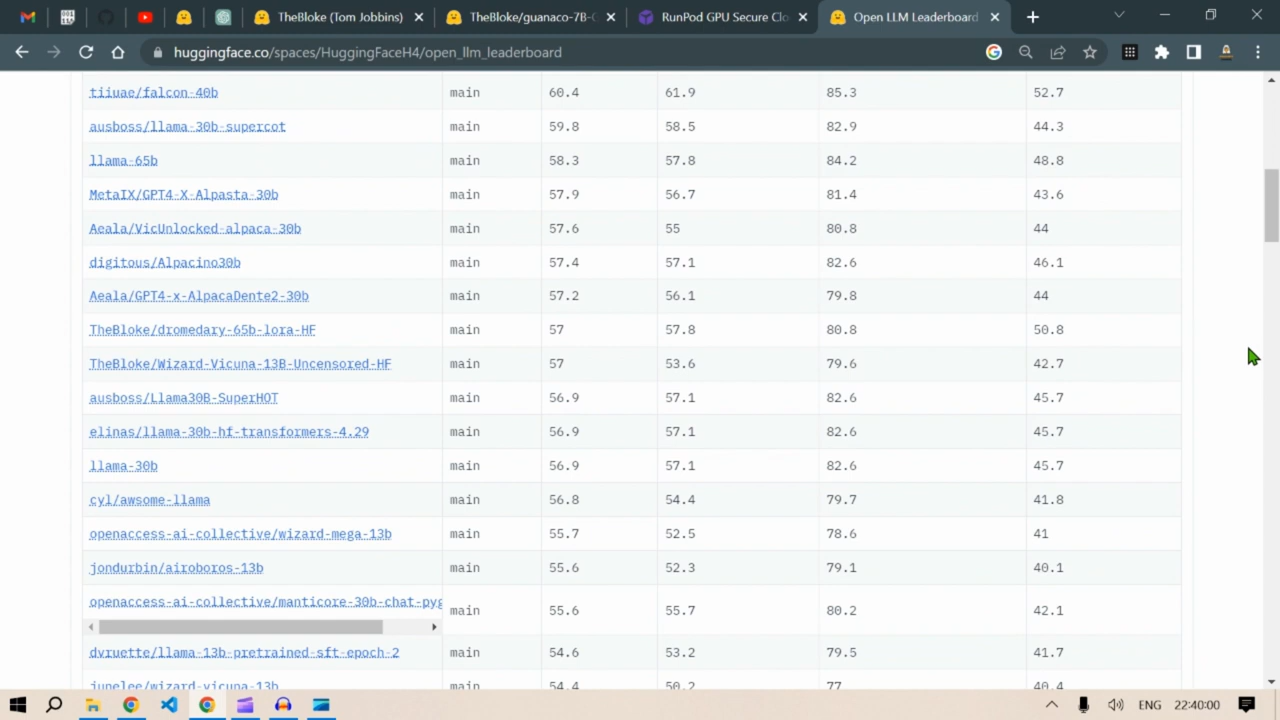 TheBloke (Tom Jobbins)
TheBloke/guanaco-7B-
RunPod GPU Secure Clo
Open LLM Leaderboard
huggingface.co/spaces/HuggingFaceH4/open_llm_leaderboard
tiiuae/falcon-40b main 60.4 61.9 85.3 52.7
ausboss/llama-30b-supercot main 59.8 58.5 82.9 44.3
llama-65b main 58.3 57.8 84.2 48.8
MetaIX/GPT4-X-Alpasta-30b main 57.9 56.7 81.4 43.6
Aeala/VicUnlocked-alpaca-30b main 57.6 55 80.8 44
digitous/Alpacino30b main 57.4 57.1 82.6 46.1
Aeala/GPT4-x-AlpacaDente2-30b main 57.2 56.1 79.8 44
TheBloke/dromedary-65b-lora-HF main 57 57.8 80.8 50.8
TheBloke/Wizard-Vicuna-13B-Uncensored-HF main 57 53.6 79.6 42.7
ausboss/Llama30B-SuperHOT main 56.9 57.1 82.6 45.7
elinas/llama-30b-hf-transformers-4.29 main 56.9 57.1 82.6 45.7
llama-30b main 56.9 57.1 82.6 45.7
cyl/awsome-llama main 56.8 54.4 79.7 41.8
openaccess-ai-collective/wizard-mega-13b main 55.7 52.5 78.6 41
jondurbin/airoboros-13b main 55.6 52.3 79.1 40.1
openaccess-ai-collective/manticore-30b-chat-pyg main 55.6 55.7 80.2 42.1
dvruette/llama-13b-pretrained-sft-epoch-2 main 54.6 53.2 79.5 41.7
junelee/wizard-vicuna-13b main 54.4 50.2 77 40.4
ENG 22:40:00